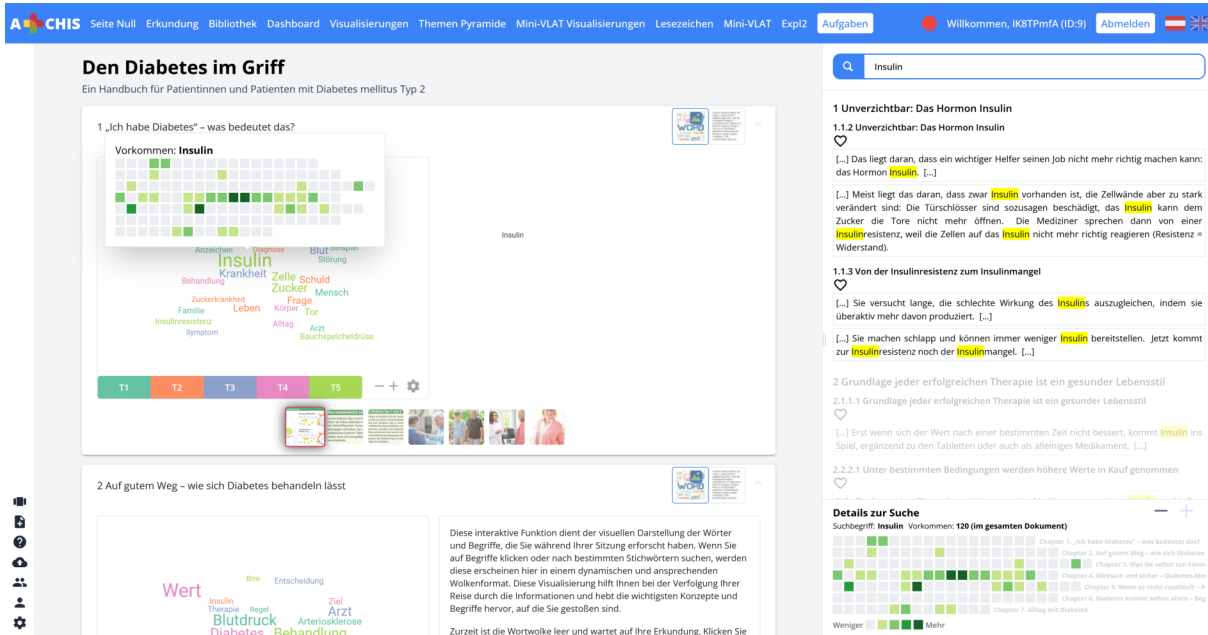 A CHIS Seite Null Erkundung Bibliothek Dashboard Visualisierungen Themen Pyramide Mini-VLAT Visualisierungen Lesezeichen Mini-VLAT Expl2 Aufgaben Willkommen, IK8TPmfA (ID:9) Abmelden
Den Diabetes im Griff
Ein Handbuch für Patientinnen und Patienten mit Diabetes mellitus Typ 2
1 „Ich habe Diabetes“ – was bedeutet das?
WORD
Vorkommen: Insulin
Anzeichen Diagnose Blut Beispiel
Insulin Störung
Krankheit Zelle Schuld
Behandlung Zucker Mensch
Zuckerkrankheit Frage
Familie Leben Körper Tor
Insulinresistenz Alltag Arzt
Symptom Bauchspeicheldrüse
Insulin
T1 T2 T3 T4 T5
2 Auf gutem Weg – wie sich Diabetes behandeln lässt
WORD
Bmi Entscheidung
Wert
Insulin Ziel
Therapie Regel Arzt
Blutdruck Arteriosklerose
Diabetes Behandlung
Diese interaktive Funktion dient der visuellen Darstellung der Wörter
und Begriffe, die Sie während Ihrer Sitzung erforscht haben. Wenn Sie
auf Begriffe klicken oder nach bestimmten Stichwörtern suchen, werden
diese erscheinen hier in einem dynamischen und ansprechenden
Wolkenformat. Diese Visualisierung hilft Ihnen bei der Verfolgung Ihrer
Reise durch die Informationen und hebt die wichtigsten Konzepte und
Begriffe hervor, auf die Sie gestoßen sind.
Zurzeit ist die Wortwolke leer und wartet auf Ihre Erkundung. Klicken Sie
Insulin
1 Unverzichtbar: Das Hormon Insulin
1.1.2 Unverzichtbar: Das Hormon Insulin
[...] Das liegt daran, dass ein wichtiger Helfer seinen Job nicht mehr richtig machen kann:
das Hormon Insulin. [...]
[...] Meist liegt das daran, dass zwar Insulin vorhanden ist, die Zellwände aber zu stark
verändert sind: Die Türschlösser sind sozusagen beschädigt, das Insulin kann dem
Zucker die Tore nicht mehr öffnen. Die Mediziner sprechen dann von einer
Insulinresistenz, weil die Zellen auf das Insulin nicht mehr richtig reagieren (Resistenz =
Widerstand).
1.1.3 Von der Insulinresistenz zum Insulinmangel
[...] Sie versucht lange, die schlechte Wirkung des Insulins auszugleichen, indem sie
überaktiv mehr davon produziert. [...]
[...] Sie machen schlapp und können immer weniger Insulin bereitstellen. Jetzt kommt
zur Insulinresistenz noch der Insulinmangel. [...]
2 Grundlage jeder erfolgreichen Therapie ist ein gesunder Lebensstil
2.1.1.1 Grundlage jeder erfolgreichen Therapie ist ein gesunder Lebensstil
[...] Erst wenn sich der Wert nach einer bestimmten Zeit nicht bessert, kommt Insulin ins
Spiel, ergänzend zu den Tabletten oder auch als alleiniges Medikament. [...]
2.2.2.1 Unter bestimmten Bedingungen werden höhere Werte in Kauf genommen
Details zur Suche
Suchbegriff: Insulin Vorkommen: 120 (im gesamten Dokument)
Chapter 1. „Ich habe Diabetes“ – was bedeutet das?
Chapter 2. Auf gutem Weg – wie sich Diabetes
Chapter 3. Was Sie selbst tun könne
Chapter 4. Wirksam und sicher – Diabetes-Me
Chapter 5. Wenn es nicht rundläuft – P
Chapter 6. Diabetes kommt selten allein – Beg
Chapter 7. Alltag mit Diabetes
Weniger Mehr